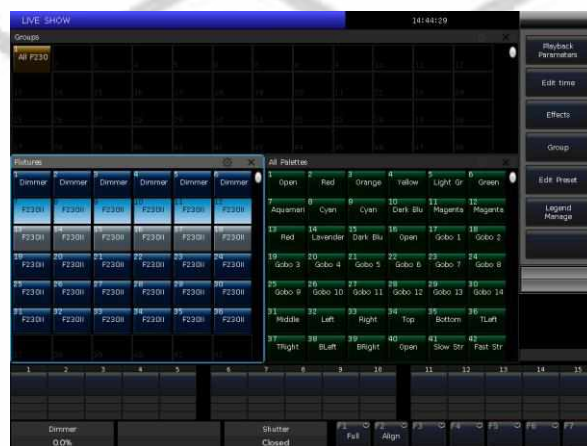 LIVE SHOW
14:44:29
Groups
1
All F230
Playback
Parameters
Edit time
Effects
Group
Edit Preset
Legend
Manage
Fixtures
1 2 3 4 5 6
Dimmer Dimmer Dimmer Dimmer Dimmer Dimmer
F230II F230II F230II F230II F230II F230II
13 14 15 16 17 18
F230II F230II F230II F230II F230II F230II
19 20 21 22 23 24
F230II F230II F230II F230II F230II F230II
25 26 27 28 29 30
F230II F230II F230II F230II F230II F230II
31 32 33 34 35 36
F230II F230II F230II F230II F230II F230II
All Palettes
1 2 3 4 5 6
Open Red Orange Yellow Light Gr Green
7 8 9 10 11 12
Aquamari Cyan Cyan Dark Blu Magenta Magenta
13 14 15 16 17 18
Red Lavender Dark Blu Open Gobo 1 Gobo 2
19 20 21 22 23 24
Gobo 3 Gobo 4 Gobo 5 Gobo 6 Gobo 7 Gobo 8
25 26 27 28 29 30
Gobo 9 Gobo 10 Gobo 11 Gobo 12 Gobo 13 Gobo 14
31 32 33 34 35 36
Middle Left Right Top Bottom TLeft
37 38 39 40 41 42
TRight BLeft BRight Open Slow Str Fast Str
1 2 3 4 5 6 7 8 9 10 11 12 13 14 15
Dimmer
0.0%
Shutter
Closed
F1 F2 F3 F4 F5 F6 F7
Full Align